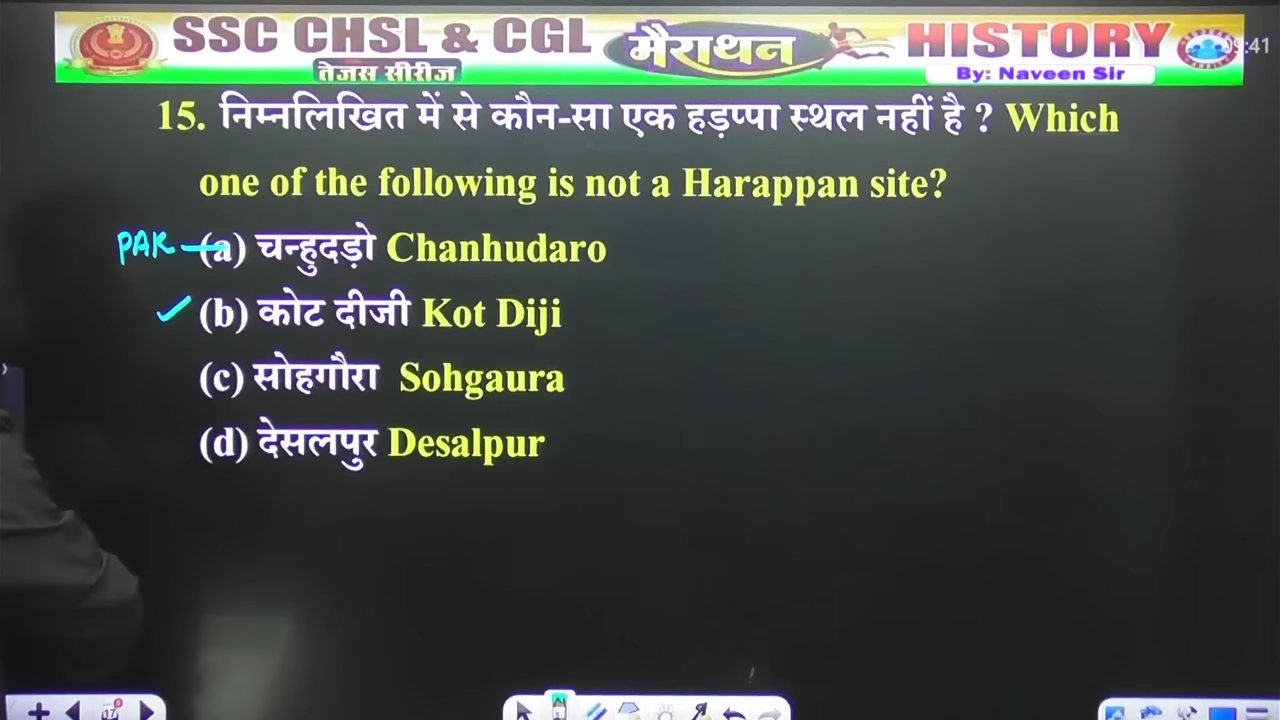 SSC CHSL & CGL
तेजस सीरीज
मैराथन
HISTORY
By: Naveen Sir
15. निम्नलिखित में से कौन-सा एक हड़प्पा स्थल नहीं है ? Which
one of the following is not a Harappan site?
PAK (a) चन्हुदड़ो Chanhudaro
(b) कोट दीजी Kot Diji
(c) सोहगौरा Sohgaura
(d) देसलपुर Desalpur